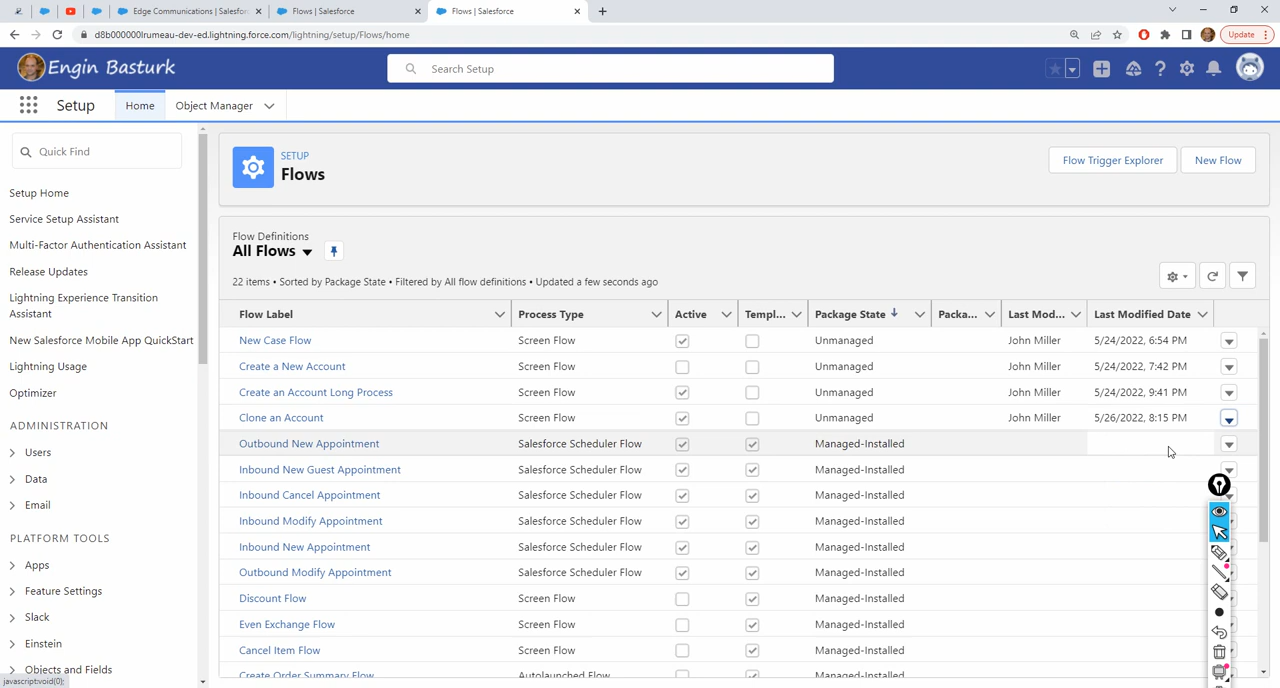 Edge Communications | Salesfor
Flows | Salesforce
Flows | Salesforce
d8b000000lrumeau-dev-ed.lightning.force.com/lightning/setup/Flows/home
Update
Engin Basturk
Search Setup
Setup
Home
Object Manager
Quick Find
Setup Home
Service Setup Assistant
Multi-Factor Authentication Assistant
Release Updates
Lightning Experience Transition
Assistant
New Salesforce Mobile App QuickStart
Lightning Usage
Optimizer
ADMINISTRATION
Users
Data
Email
PLATFORM TOOLS
Apps
Feature Settings
Slack
Einstein
Objects and Fields
javascript:void(0);
SETUP
Flows
Flow Trigger Explorer
New Flow
Flow Definitions
All Flows
22 items • Sorted by Package State • Filtered by All flow definitions • Updated a few seconds ago
Flow Label Process Type Active Templ... Package State Packa... Last Mod... Last Modified Date
New Case Flow Screen Flow Unmanaged John Miller 5/24/2022, 6:54 PM
Create a New Account Screen Flow Unmanaged John Miller 5/24/2022, 7:42 PM
Create an Account Long Process Screen Flow Unmanaged John Miller 5/24/2022, 9:41 PM
Clone an Account Screen Flow Unmanaged John Miller 5/26/2022, 8:15 PM
Outbound New Appointment Salesforce Scheduler Flow Managed-Installed
Inbound New Guest Appointment Salesforce Scheduler Flow Managed-Installed
Inbound Cancel Appointment Salesforce Scheduler Flow Managed-Installed
Inbound Modify Appointment Salesforce Scheduler Flow Managed-Installed
Inbound New Appointment Salesforce Scheduler Flow Managed-Installed
Outbound Modify Appointment Salesforce Scheduler Flow Managed-Installed
Discount Flow Screen Flow Managed-Installed
Even Exchange Flow Screen Flow Managed-Installed
Cancel Item Flow Screen Flow Managed-Installed
Create Order Summary Flow Autolaunched Flow Managed-Installed